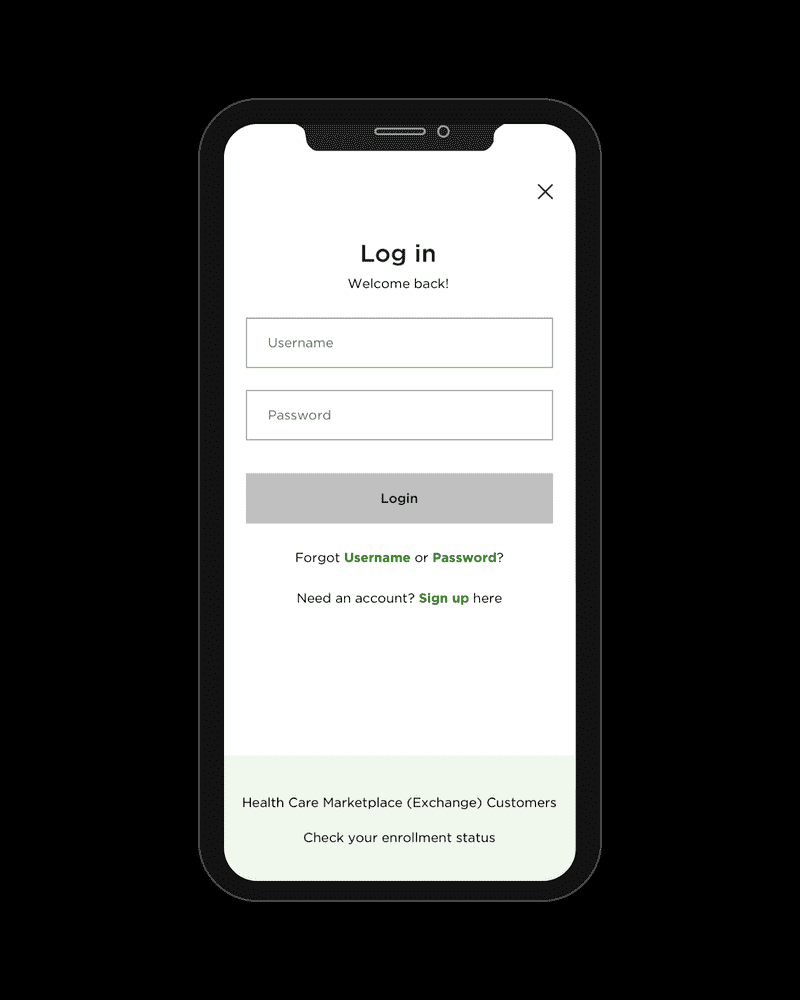 Log in
Welcome back!
Username
Password
Login
Forgot Username or Password?
Need an account? Sign up here
Health Care Marketplace (Exchange) Customers
Check your enrollment status